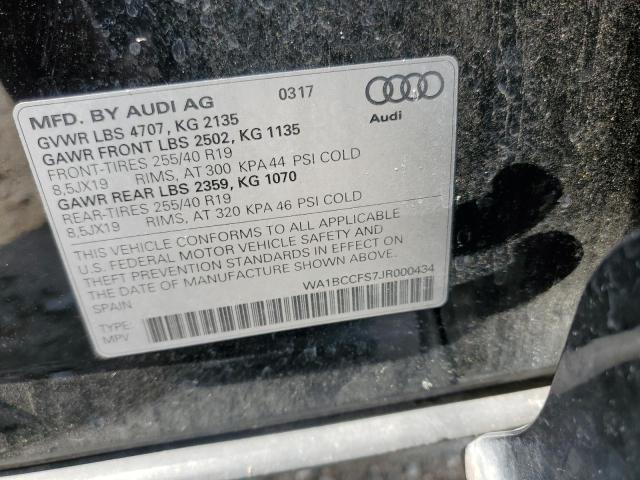 MFD. BY AUDI AG 0317
Audi
GVWR LBS 4707, KG 2135
GAWR FRONT LBS 2502, KG 1135
FRONT-TIRES 255/40 R19
8,5JX19 RIMS, AT 300 KPA 44 PSI COLD
GAWR REAR LBS 2359, KG 1070
REAR-TIRES 255/40 R19
8,5JX19 RIMS, AT 320 KPA 46 PSI COLD
THIS VEHICLE CONFORMS TO ALL APPLICABLE
U.S. FEDERAL MOTOR VEHICLE SAFETY AND
THEFT PREVENTION STANDARDS IN EFFECT ON
THE DATE OF MANUFACTURE SHOWN ABOVE.
SPAIN WA1BCCFS7JR000434
TYPE:
MPV